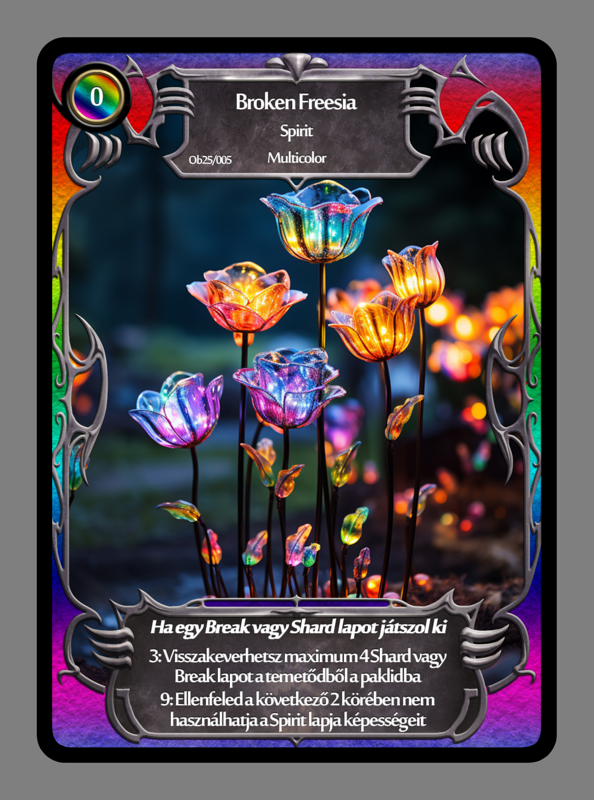 0
Broken Freesia
Spirit
Ob25/005 Multicolor
Ha egy Break vagy Shard lapot játszol ki
3: Visszakeverhetsz maximum 4 Shard vagy
Break lapot a temetődből a paklidba
9: Ellenfeled a következő 2 körében nem
használhatja a Spirit lapja képességeit